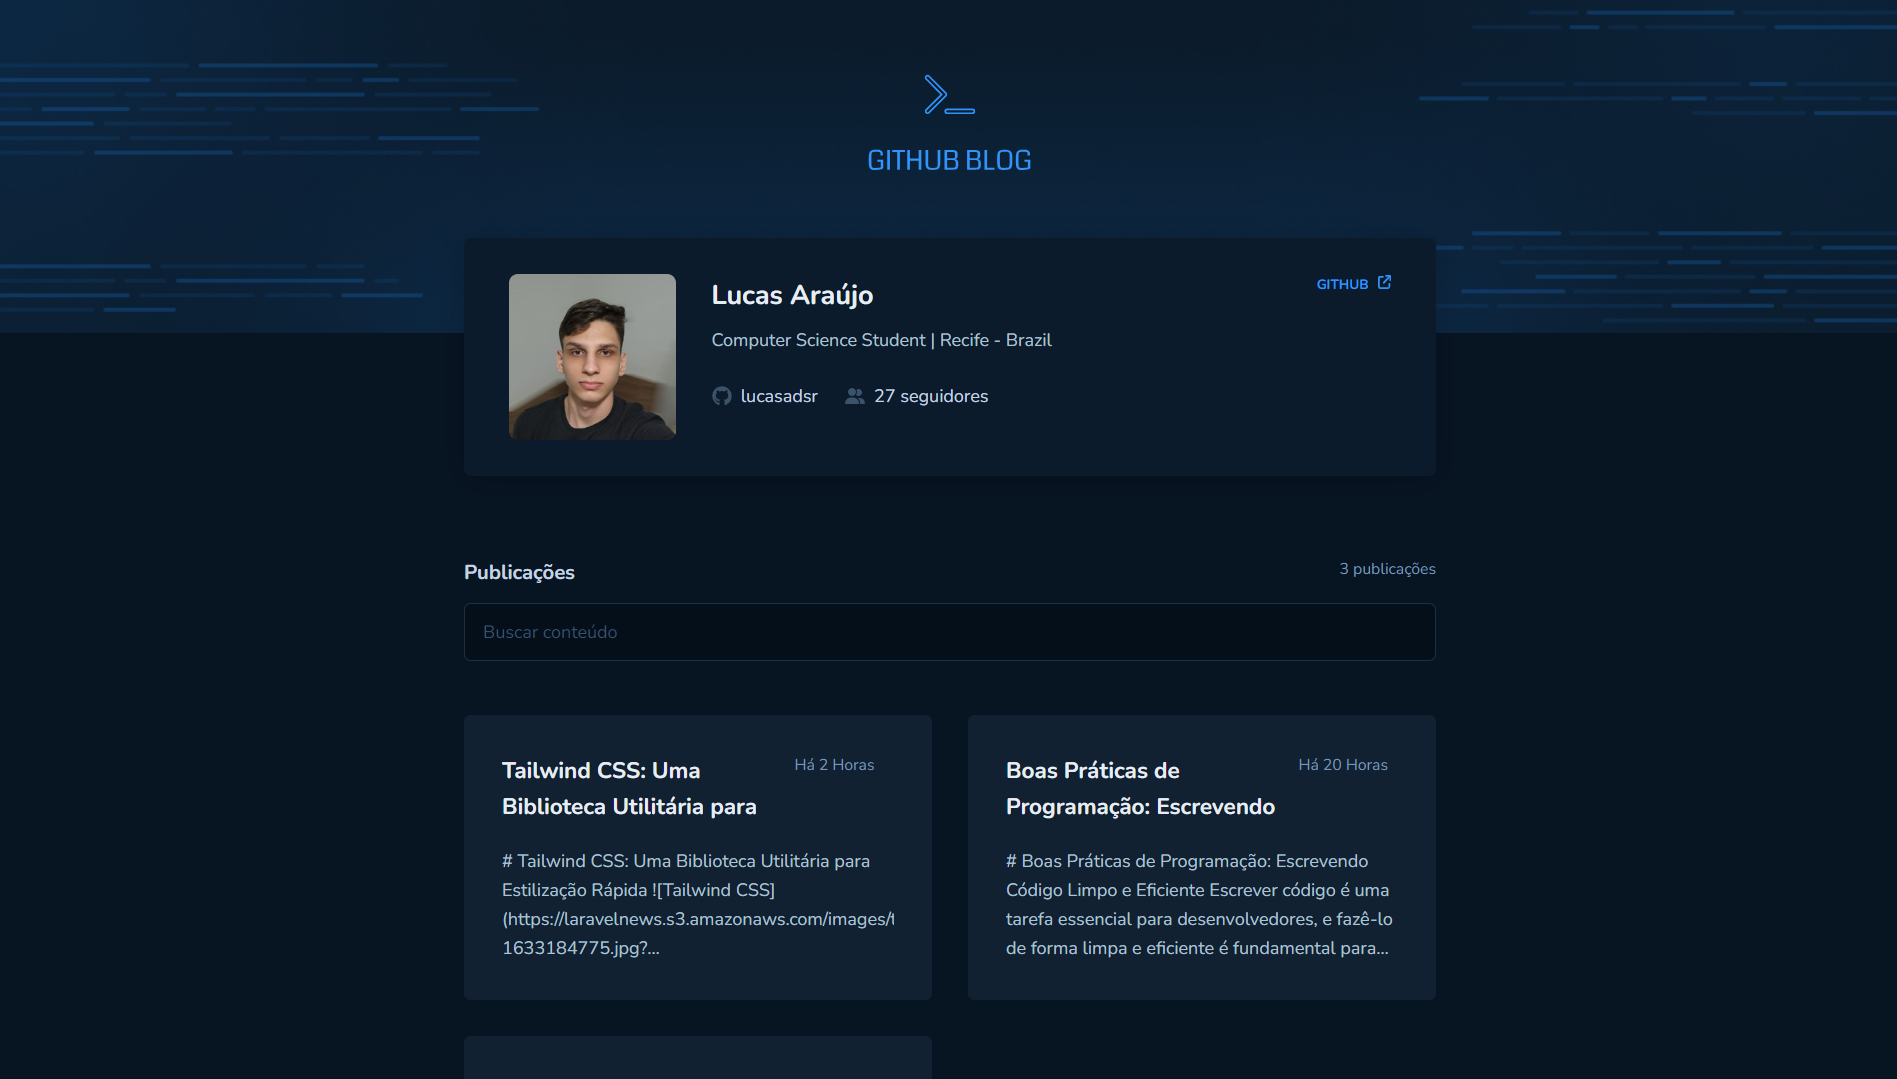 GITHUB BLOG
Lucas Araújo
GITHUB
Computer Science Student | Recife - Brazil
lucasadsr
27 seguidores
Publicações
3 publicações
Buscar conteúdo
Tailwind CSS: Uma
Biblioteca Utilitária para
Há 2 Horas
# Tailwind CSS: Uma Biblioteca Utilitária para
Estilização Rápida ![Tailwind CSS]
(https://laravelnews.s3.amazonaws.com/images/
1633184775.jpg?...
Boas Práticas de
Programação: Escrevendo
Há 20 Horas
# Boas Práticas de Programação: Escrevendo
Código Limpo e Eficiente Escrever código é uma
tarefa essencial para desenvolvedores, e fazê-lo
de forma limpa e eficiente é fundamental para...